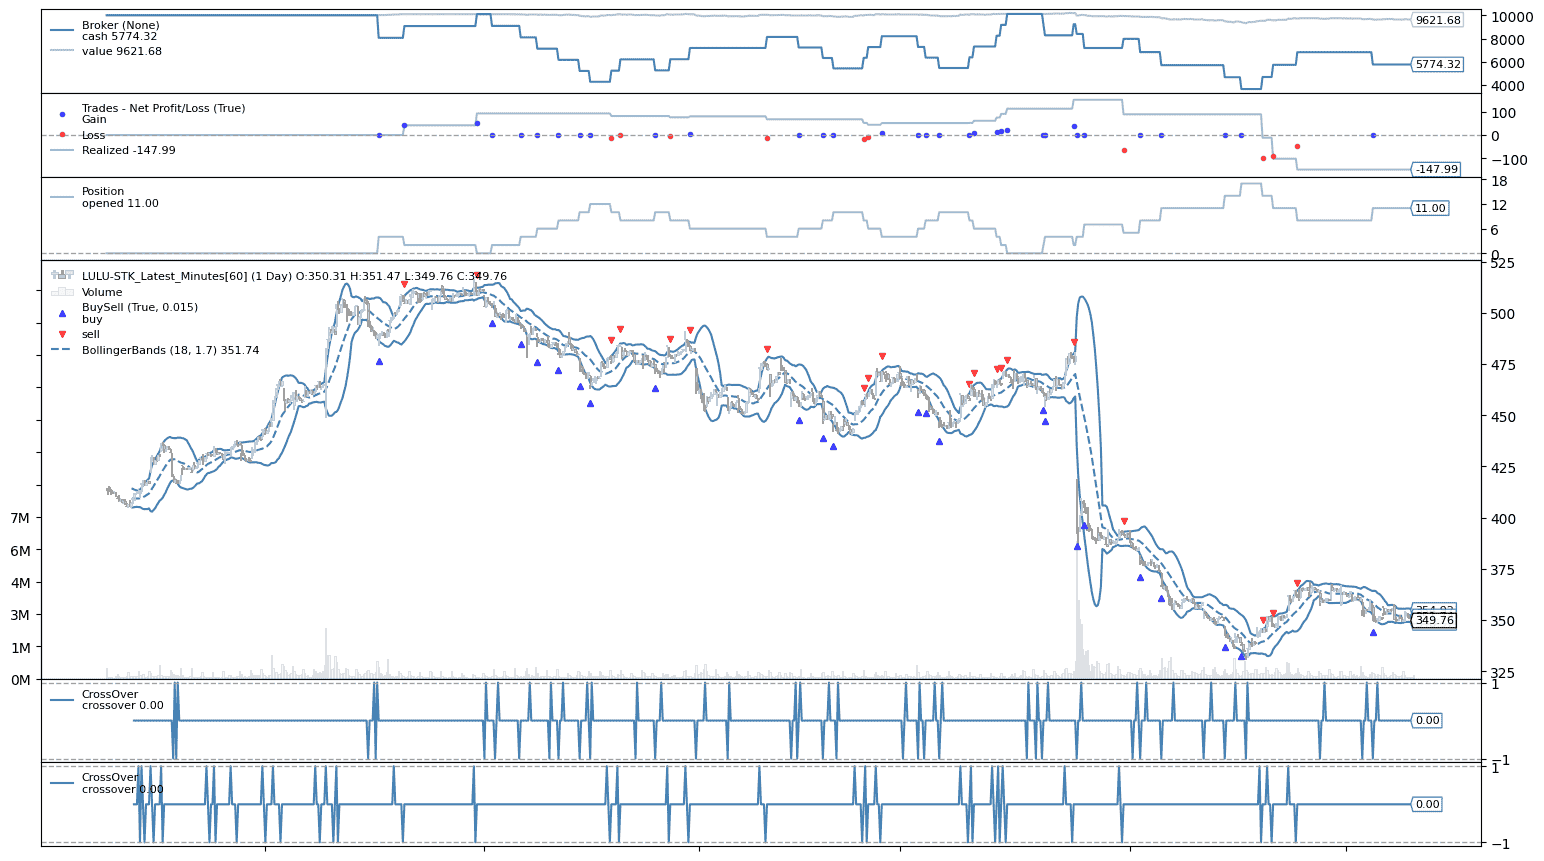 Broker (None)
cash 5774.32
value 9621.68
10000
8000
6000
4000
9621.68
5774.32
Trades - Net Profit/Loss (True)
Gain
Loss
Realized -147.99
100
0
−100
-147.99
Position
opened 11.00
18
12
6
0
11.00
LULU-STK_Latest_Minutes[60] (1 Day) O:350.31 H:351.47 L:349.76 C:349.76
Volume
BuySell (True, 0.015)
buy
sell
BollingerBands (18, 1.7) 351.74
525
500
475
450
425
400
375
350
325
349.76
7M
6M
4M
3M
1M
0M
CrossOver
crossover 0.00
1
−1
0.00
CrossOver
crossover 0.00
1
−1
0.00